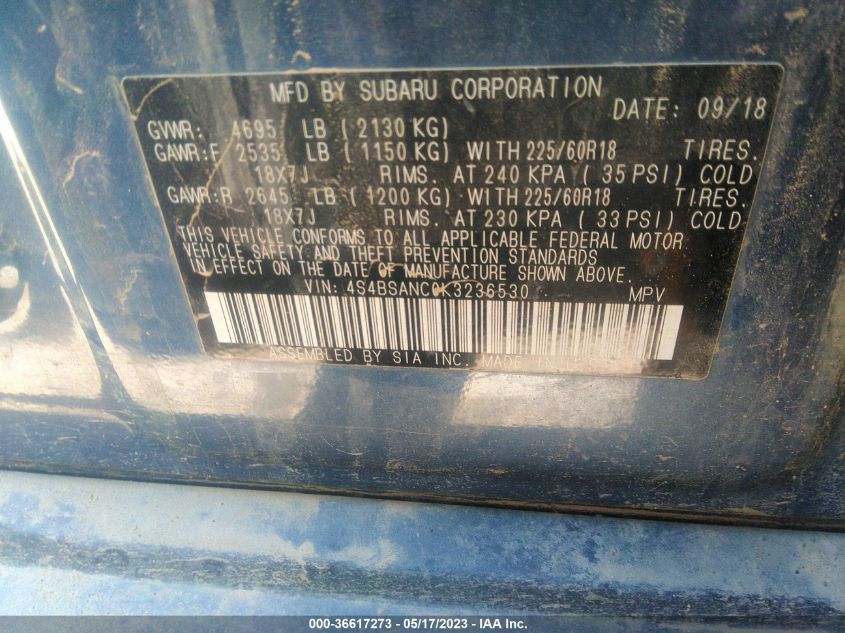 MFD BY SUBARU CORPORATION
DATE: 09/18
GVWR: 4695 LB (2130 KG)
GAWR:F 2535 LB (1150 KG) WITH 225/60R18 TIRES.
18X7J RIMS. AT 240 KPA (35 PSI) COLD
GAWR:R 2645 LB (1200 KG) WITH 225/60R18 TIRES.
18X7J RIMS. AT 230 KPA (33 PSI) COLD
THIS VEHICLE CONFORMS TO ALL APPLICABLE FEDERAL MOTOR
VEHICLE SAFETY AND THEFT PREVENTION STANDARDS
IN EFFECT ON THE DATE OF MANUFACTURE SHOWN ABOVE.
VIN: 4S4BSANC0K3236530 MPV
ASSEMBLED BY SIA INC. MADE
000-36617273 - 05/17/2023 - © IAA Inc.